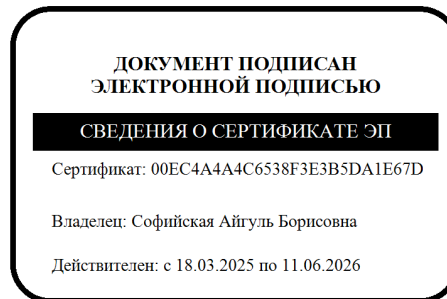 ДОКУМЕНТ ПОДПИСАН
ЭЛЕКТРОННОЙ ПОДПИСЬЮ
СВЕДЕНИЯ О СЕРТИФИКАТЕ ЭП
Сертификат: 00EC4A4A4C6538F3E3B5DA1E67D
Владелец: Софийская Айгуль Борисовна
Действителен: с 18.03.2025 по 11.06.2026